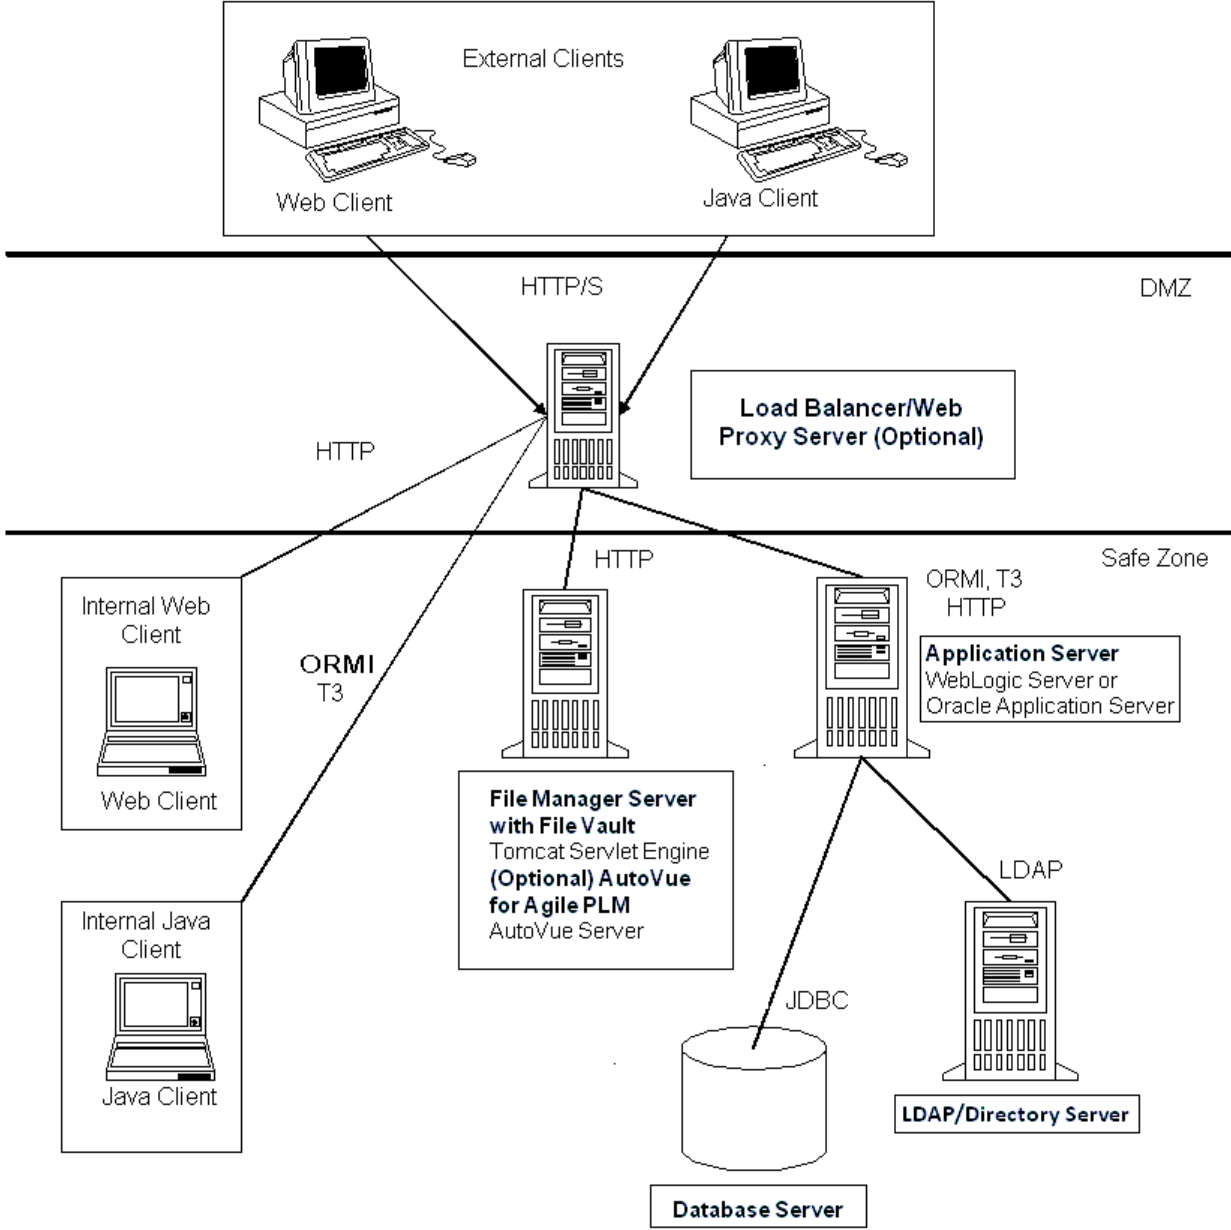 External Clients
Web Client
Java Client
HTTP/S
DMZ
Load Balancer/Web
Proxy Server (Optional)
HTTP
HTTP
Safe Zone
ORMI, T3
HTTP
Internal Web
Client
Web Client
ORMI
T3
Application Server
WebLogic Server or
Oracle Application Server
File Manager Server
with File Vault
Tomcat Servlet Engine
(Optional) AutoVue
for Agile PLM
AutoVue Server
LDAP
Internal Java
Client
Java Client
JDBC
LDAP/Directory Server
Database Server